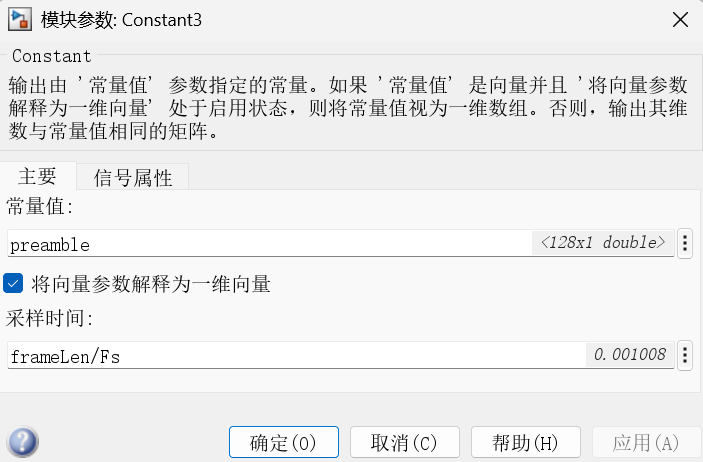 模块参数: Constant3
Constant
输出由 '常量值' 参数指定的常量。如果 '常量值' 是向量并且 '将向量参数
解释为一维向量' 处于启用状态，则将常量值视为一维数组。否则，输出其维
数与常量值相同的矩阵。
主要 信号属性
常量值:
preamble <128x1 double>
将向量参数解释为一维向量
采样时间:
frameLen/Fs 0.001008
? 确定(O) 取消(C) 帮助(H) 应用(A)